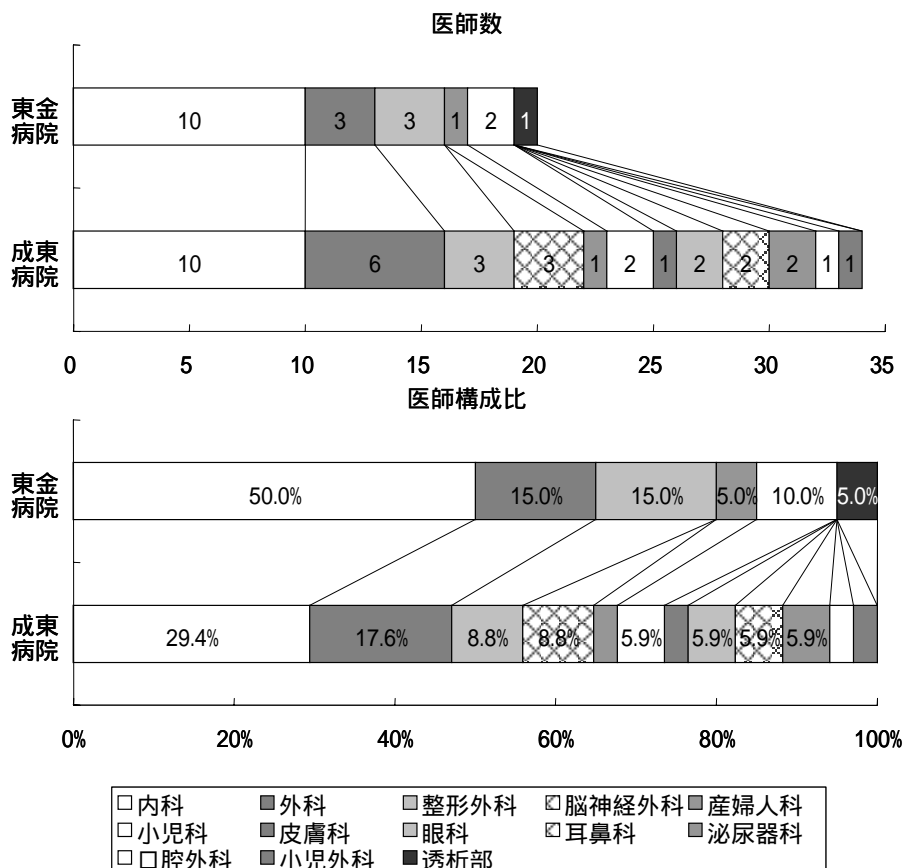 医師数
東金
病院
10 3 3 1 2 1
成東
病院
10 6 3 3 1 2 1 2 2 2 1 1
0 5 10 15 20 25 30 35
医師構成比
東金
病院
50.0% 15.0% 15.0% 5.0% 10.0% 5.0%
成東
病院
29.4% 17.6% 8.8% 8.8% 5.9% 5.9% 5.9% 5.9%
0% 20% 40% 60% 80% 100%
内科 外科 整形外科 脳神経外科 産婦人科
小児科 皮膚科 眼科 耳鼻科 泌尿器科
口腔外科 小児外科 透析部